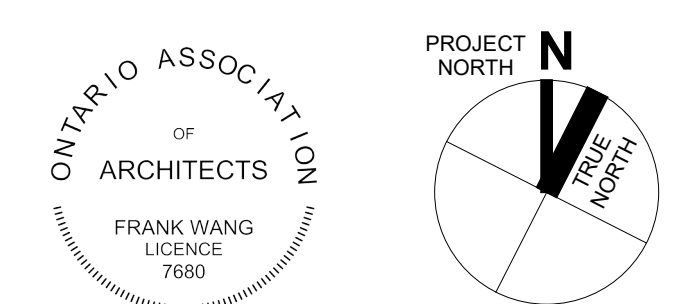 ONTARIO ASSOCIATION
OF
ARCHITECTS
FRANK WANG
LICENCE
7680
PROJECT
NORTH
N
TRUE
NORTH